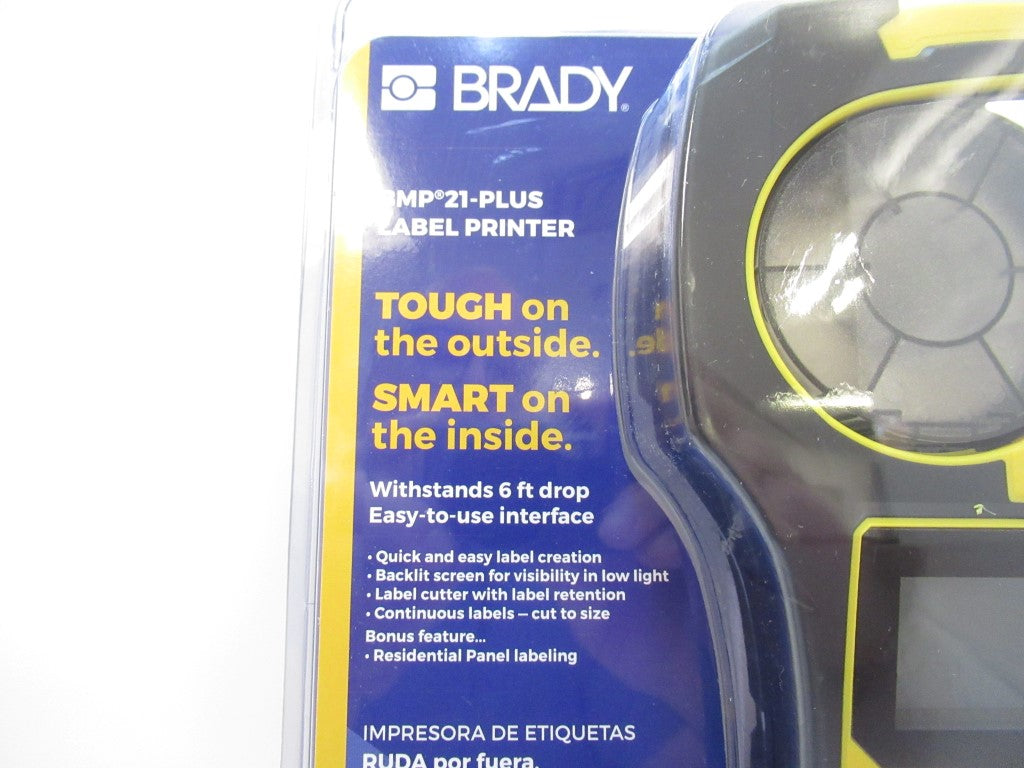 BRADY®
BMP®21-PLUS
LABEL PRINTER
TOUGH on
the outside.
SMART on
the inside.
Withstands 6 ft drop
Easy-to-use interface
• Quick and easy label creation
• Backlit screen for visibility in low light
• Label cutter with label retention
• Continuous labels – cut to size
Bonus feature...
• Residential Panel labeling
IMPRESORA DE ETIQUETAS
RUDA por fuera.